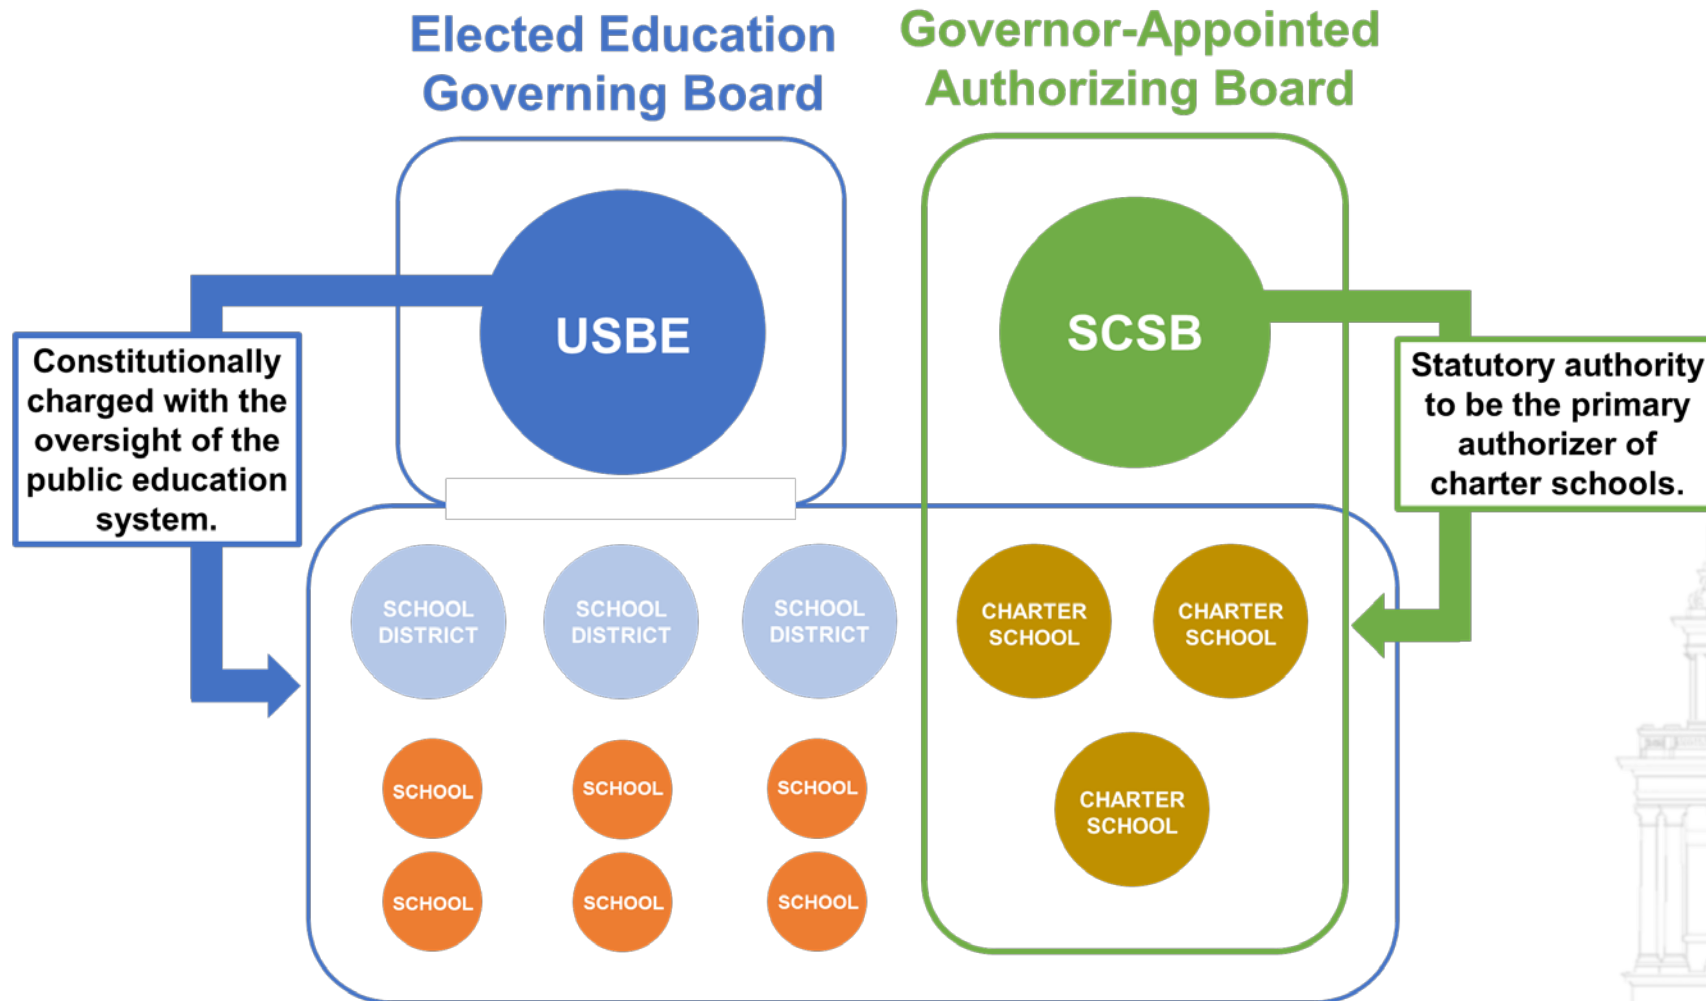 Elected Education
Governing Board
Governor-Appointed
Authorizing Board
USBE
SCSB
Constitutionally
charged with the
oversight of the
public education
system.
Statutory authority
to be the primary
authorizer of
charter schools.
SCHOOL
DISTRICT
SCHOOL
DISTRICT
SCHOOL
DISTRICT
CHARTER
SCHOOL
CHARTER
SCHOOL
SCHOOL
SCHOOL
SCHOOL
CHARTER
SCHOOL
SCHOOL
SCHOOL
SCHOOL